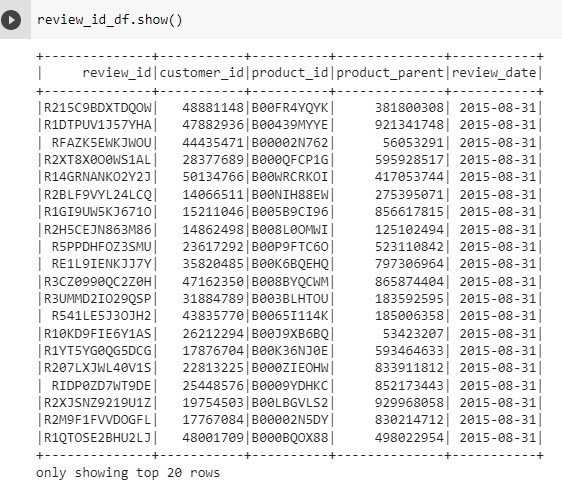 review_id_df.show()
+--------------+-----------+----------+--------------+-----------+
|     review_id|customer_id|product_id|product_parent|review_date|
+--------------+-----------+----------+--------------+-----------+
|R215C9BDXTDQOW|   48881148|B00FR4YQYK|     381800308| 2015-08-31|
|R1DTPUV1J57YHA|   47882936|B00439MYYE|     921341748| 2015-08-31|
| RFAZK5EWKJWOU|   44435471|B00002N762|      56053291| 2015-08-31|
|R2XT8X0O0WS1AL|   28377689|B000QFCP1G|     595928517| 2015-08-31|
|R14GRNANKO2Y2J|   50134766|B00WRCRKOI|     417053744| 2015-08-31|
|R2BLF9VYL24LCQ|   14066511|B00NIH88EW|     275395071| 2015-08-31|
|R1GI9UW5KJ671O|   15211046|B005B9CI96|     856617815| 2015-08-31|
|R2H5CEJN863M86|   14862498|B008L0OMWI|     125102494| 2015-08-31|
| R5PPDHFOZ3SMU|   23617292|B00P9FTC6O|     523110842| 2015-08-31|
| RE1L9IENKJJ7Y|   35820485|B00K6BQEHQ|     797306964| 2015-08-31|
|R3CZ0990QC2Z0H|   47162350|B008BYQCWM|     865874404| 2015-08-31|
|R3UMMD2IO29QSP|   31884789|B003BLHTOU|     183592595| 2015-08-31|
| R541LE5J3OJH2|   43835770|B0065I114K|     185006358| 2015-08-31|
|R10KD9FIE6Y1AS|   26212294|B00J9XB6BQ|      53423207| 2015-08-31|
|R1YT5YG0QG5DCG|   17876704|B00K36NJ0E|     593464633| 2015-08-31|
|R207LXJWL40V1S|   22813225|B000ZIEOHW|     833911812| 2015-08-31|
| RIDP0ZD7WT9DE|   25448576|B0009YDHKC|     852173443| 2015-08-31|
|R2XJSNZ9219U1Z|   19754503|B00LBGVLS2|     929968058| 2015-08-31|
|R2M9F1FVVDOGFL|   17767084|B00002N5DY|     830214712| 2015-08-31|
|R1QTOSE2BHU2LJ|   48001709|B000BQOX88|     498022954| 2015-08-31|
+--------------+-----------+----------+--------------+-----------+
only showing top 20 rows